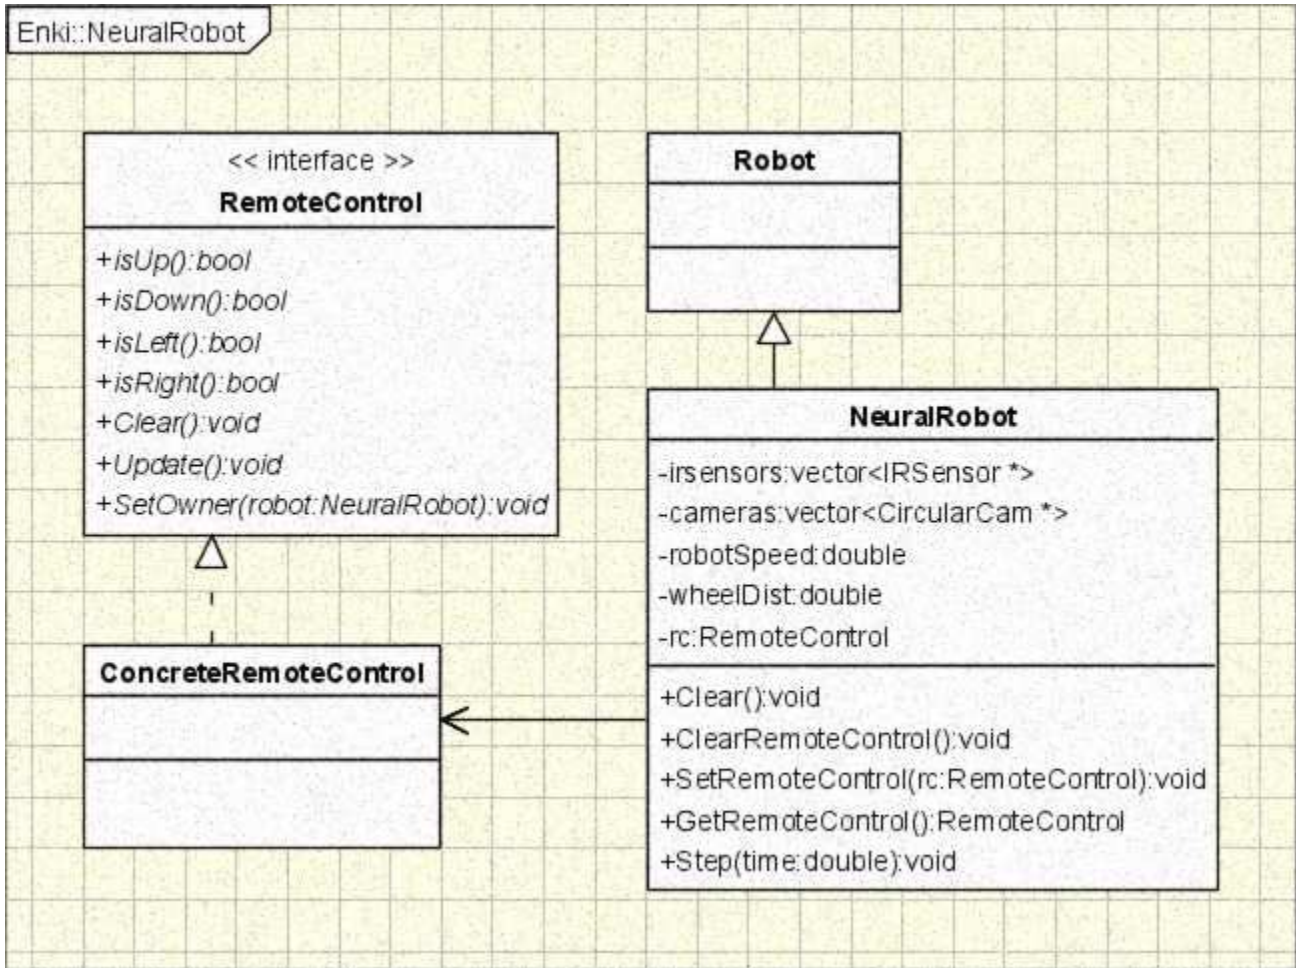 Enki::NeuralRobot
<< interface >>
RemoteControl
+isUp():bool
+isDown():bool
+isLeft():bool
+isRight():bool
+Clear():void
+Update():void
+SetOwner(robot:NeuralRobot):void
Robot
NeuralRobot
-irsensors:vector<IRSensor *>
-cameras:vector<CircularCam *>
-robotSpeed:double
-wheelDist:double
-rc:RemoteControl
+Clear():void
+ClearRemoteControl():void
+SetRemoteControl(rc:RemoteControl):void
+GetRemoteControl():RemoteControl
+Step(time:double):void
ConcreteRemoteControl